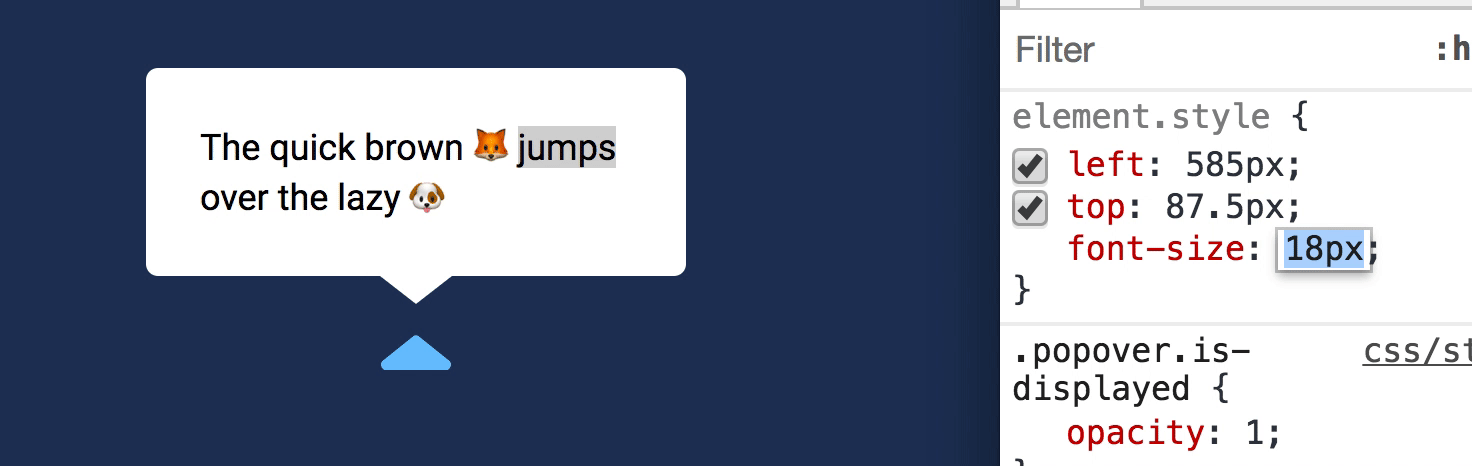 The quick brown 🦊 jumps
over the lazy 🐶
Filter
:h
element.style {
left: 585px;
top: 87.5px;
font-size: 18px;
}
.popover.is-
css/st
displayed {
opacity: 1;
}